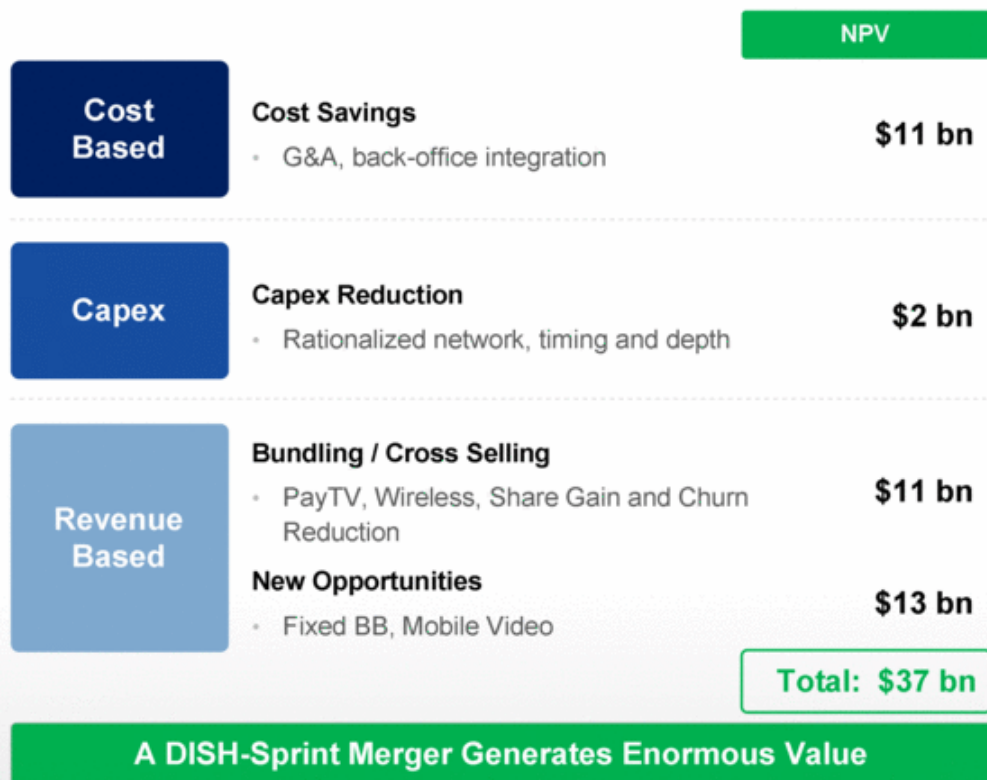 NPV
Cost
Based
Cost Savings
• G&A, back-office integration
$11 bn
Capex
Capex Reduction
• Rationalized network, timing and depth
$2 bn
Revenue
Based
Bundling / Cross Selling
• PayTV, Wireless, Share Gain and Churn
Reduction
$11 bn
New Opportunities
• Fixed BB, Mobile Video
$13 bn
Total: $37 bn
A DISH-Sprint Merger Generates Enormous Value